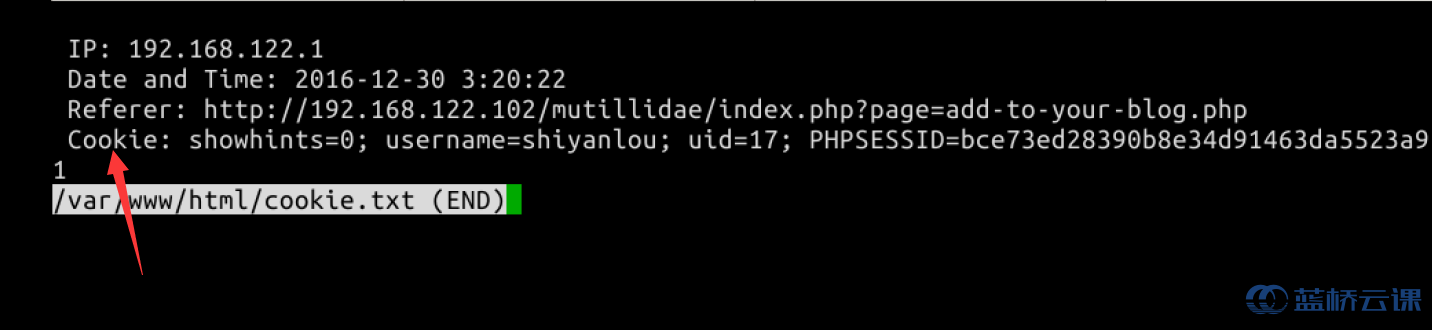 IP: 192.168.122.1
Date and Time: 2016-12-30 3:20:22
Referer: http://192.168.122.102/mutillidae/index.php?page=add-to-your-blog.php
Cookie: showhints=0; username=shiyanlou; uid=17; PHPSESSID=bce73ed28390b8e34d91463da5523a9
1
/var/www/html/cookie.txt (END)
蓝桥云课